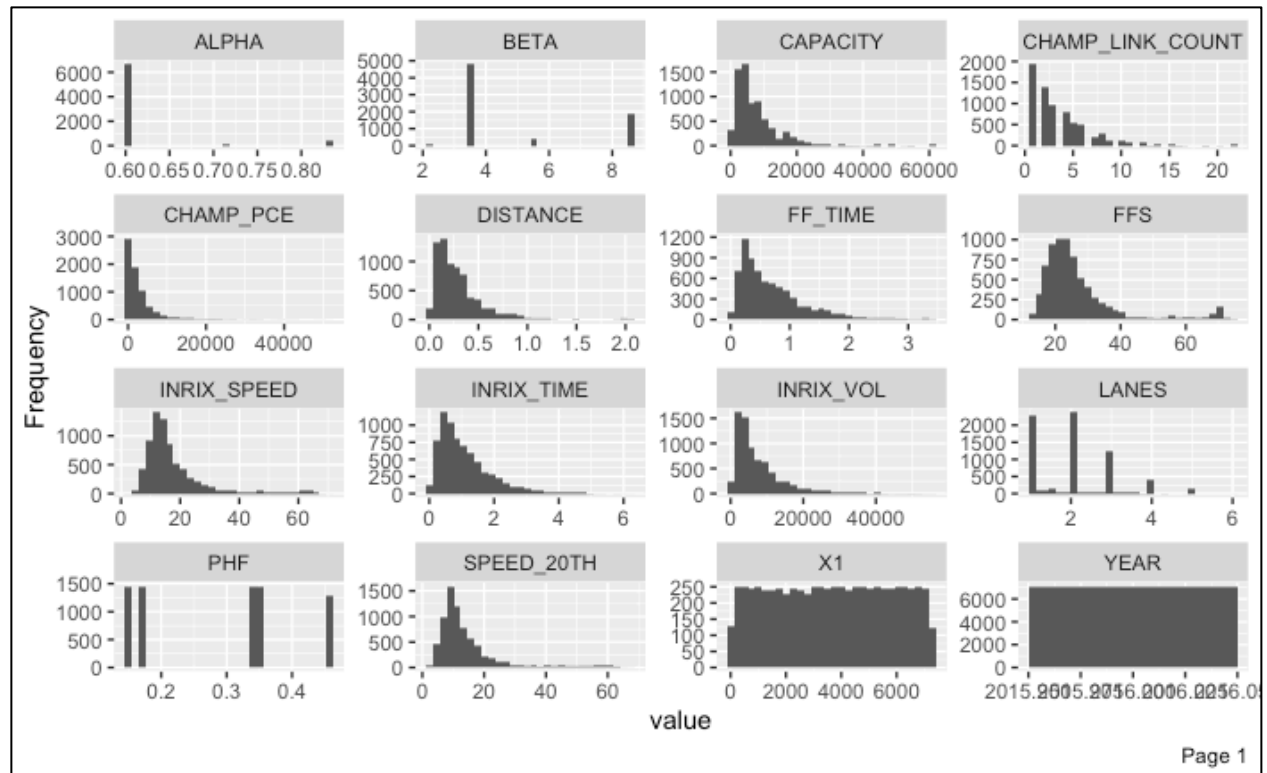 Frequency
ALPHA
6000
4000
2000
0
0.60 0.65 0.70 0.75 0.80
BETA
5000
4000
3000
2000
1000
0
2 4 6 8
CAPACITY
1500
1000
500
0
0 20000 40000 60000
CHAMP_LINK_COUNT
2000
1500
1000
500
0
0 5 10 15 20
CHAMP_PCE
3000
2000
1000
0
0 20000 40000
DISTANCE
1000
500
0
0.0 0.5 1.0 1.5 2.0
FF_TIME
1200
900
600
300
0
0 1 2 3
FFS
1000
750
500
250
0
20 40 60
INRIX_SPEED
1000
500
0
0 20 40 60
INRIX_TIME
1000
750
500
250
0
0 2 4 6
INRIX_VOL
1500
1000
500
0
0 20000 40000
LANES
2000
1500
1000
500
0
2 4 6
PHF
1500
1000
500
0
0.2 0.3 0.4
SPEED_20TH
1500
1000
500
0
0 20 40 60
X1
250
200
150
100
50
0
0 2000 4000 6000
YEAR
6000
4000
2000
0
value
Page 1